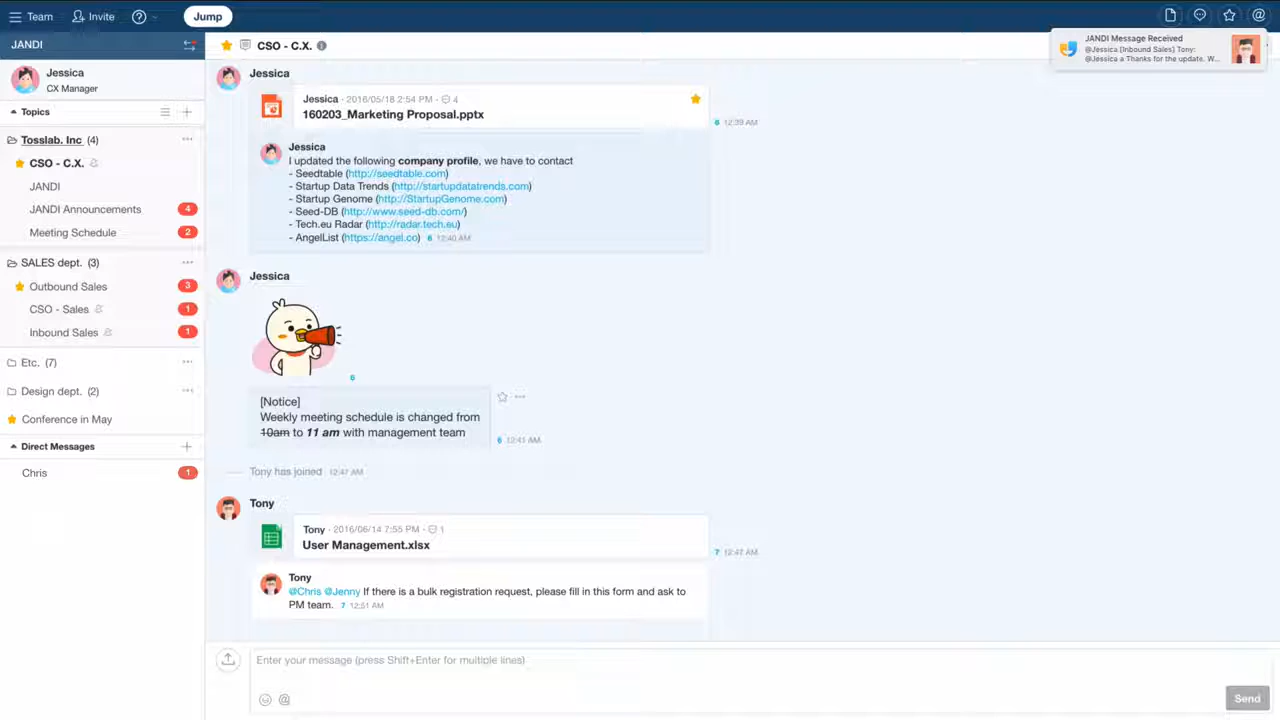 Team Invite Jump
JANDI
CSO - C.X.
JANDI Message Received
@Jessica [Inbound Sales] Tony:
@Jessica a Thanks for the update. W...
Jessica
CX Manager
Topics
Tosslab. Inc (4)
CSO - C.X.
JANDI
JANDI Announcements 4
Meeting Schedule 2
SALES dept. (3)
Outbound Sales 3
CSO - Sales 1
Inbound Sales 1
Etc. (7)
Design dept. (2)
Conference in May
Direct Messages
Chris 1
Jessica
Jessica - 2016/05/18 2:54 PM - 4
160203_Marketing Proposal.pptx
6 12:39 AM
Jessica
I updated the following company profile, we have to contact
- Seedtable (http://seedtable.com)
- Startup Data Trends (http://startupdatatrends.com)
- Startup Genome (http://StartupGenome.com)
- Seed-DB (http://www.seed-db.com/)
- Tech.eu Radar (http://radar.tech.eu)
- AngelList (https://angel.co) 6 12:40 AM
Jessica
6
[Notice]
Weekly meeting schedule is changed from
10am to 11 am with management team
6 12:41 AM
Tony has joined 12:47 AM
Tony
Tony - 2016/06/14 7:55 PM - 1
User Management.xlsx
7 12:47 AM
Tony
@Chris @Jenny If there is a bulk registration request, please fill in this form and ask to
PM team. 7 12:51 AM
Enter your message (press Shift+Enter for multiple lines)
Send